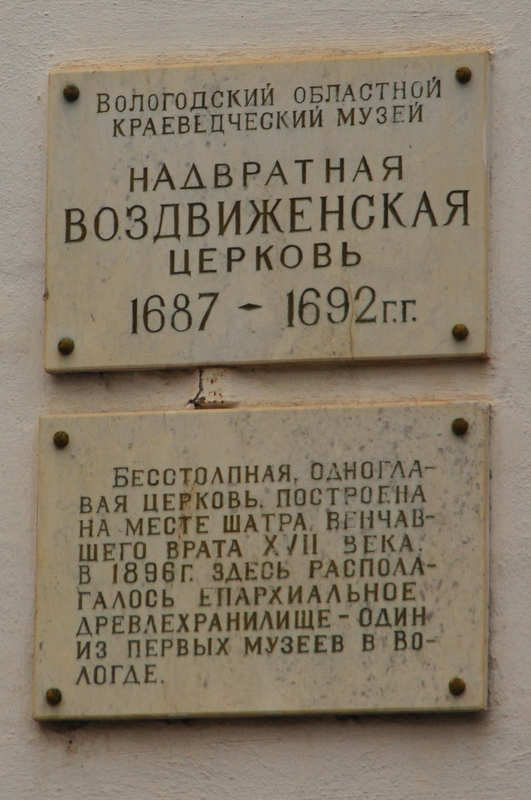 ВОЛОГОДСКИЙ ОБЛАСТНОЙ
КРАЕВЕДЧЕСКИЙ МУЗЕЙ
НАДВРАТНАЯ
ВОЗДВИЖЕНСКАЯ
ЦЕРКОВЬ
1687 - 1692 г.г.
БЕССТОЛПНАЯ, ОДНОГЛА-
ВАЯ ЦЕРКОВЬ, ПОСТРОЕНА
НА МЕСТЕ ШАТРА, ВЕНЧАВ-
ШЕГО ВРАТА XVII ВЕКА.
В 1896Г. ЗДЕСЬ РАСПОЛА-
ГАЛОСЬ ЕПАРХИАЛЬНОЕ
ДРЕВЛЕХРАНИЛИЩЕ - ОДИН
ИЗ ПЕРВЫХ МУЗЕЕВ В ВО-
ЛОГДЕ.